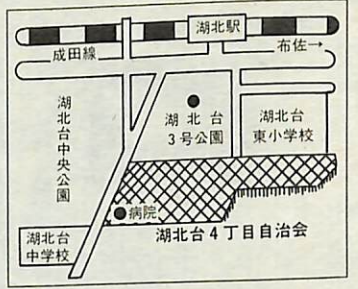 湖北駅
成田線
布佐→
湖北台中央公園
湖北台
3号公園
湖北台
東小学校
病院
湖北台4丁目自治会
湖北台
中学校